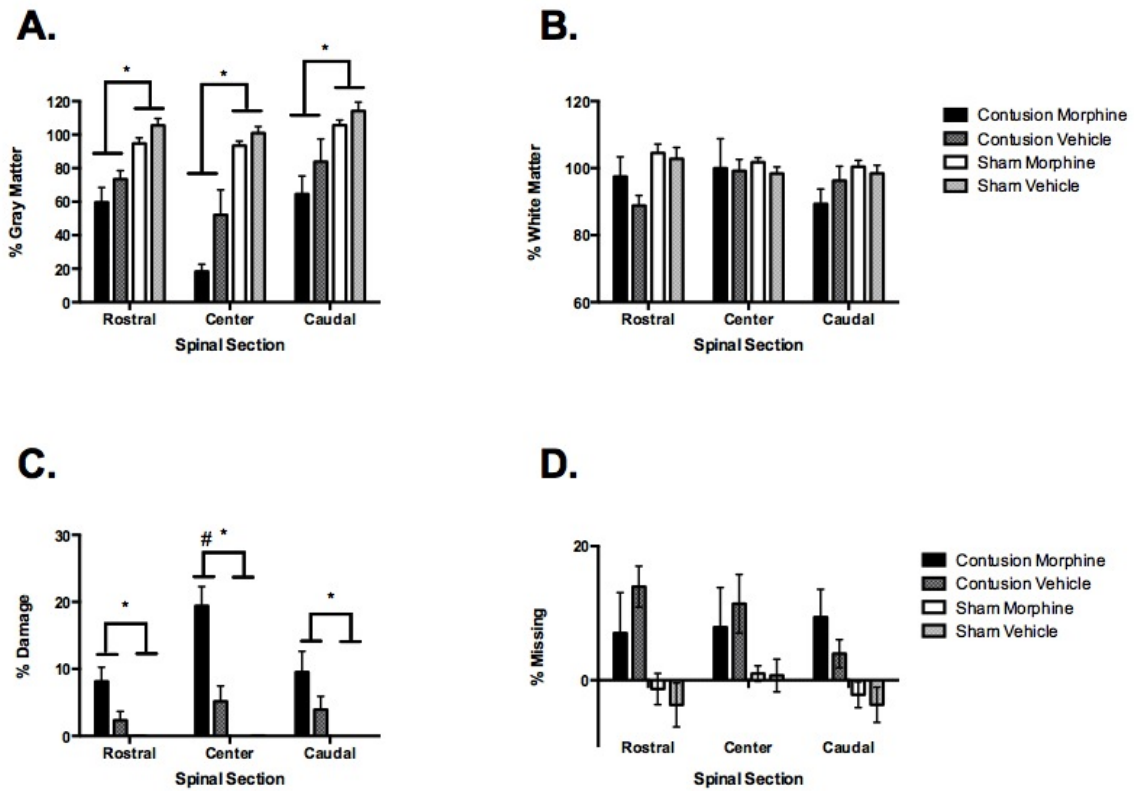 A.
* * *
% Gray Matter
120
100
80
60
40
20
0
Rostral Center Caudal
Spinal Section
B.
% White Matter
120
100
80
60
Rostral Center Caudal
Spinal Section
Contusion Morphine
Contusion Vehicle
Sham Morphine
Sham Vehicle
C.
% Damage
30
20
10
0
* # * *
Rostral Center Caudal
Spinal Section
D.
% Missing
20
0
Rostral Center Caudal
Spinal Section
Contusion Morphine
Contusion Vehicle
Sham Morphine
Sham Vehicle